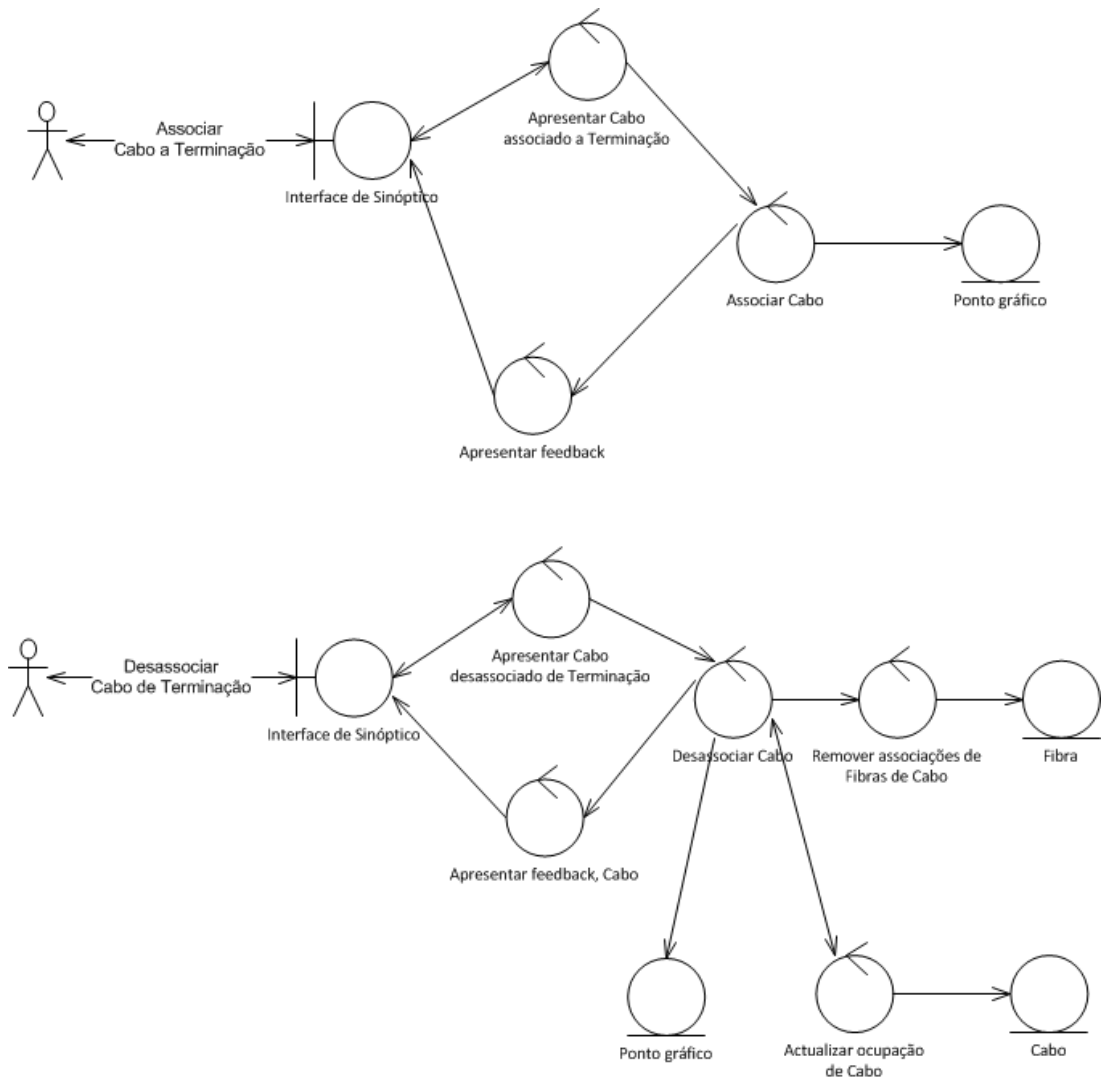 Associar
Cabo a Terminação
Interface de Sinóptico
Apresentar Cabo
associado a Terminação
Associar Cabo
Ponto gráfico
Apresentar feedback
Desassociar
Cabo de Terminação
Interface de Sinóptico
Apresentar Cabo
desassociado de Terminação
Desassociar Cabo
Remover associações de
Fibras de Cabo
Fibra
Apresentar feedback, Cabo
Ponto gráfico
Actualizar ocupação
de Cabo
Cabo